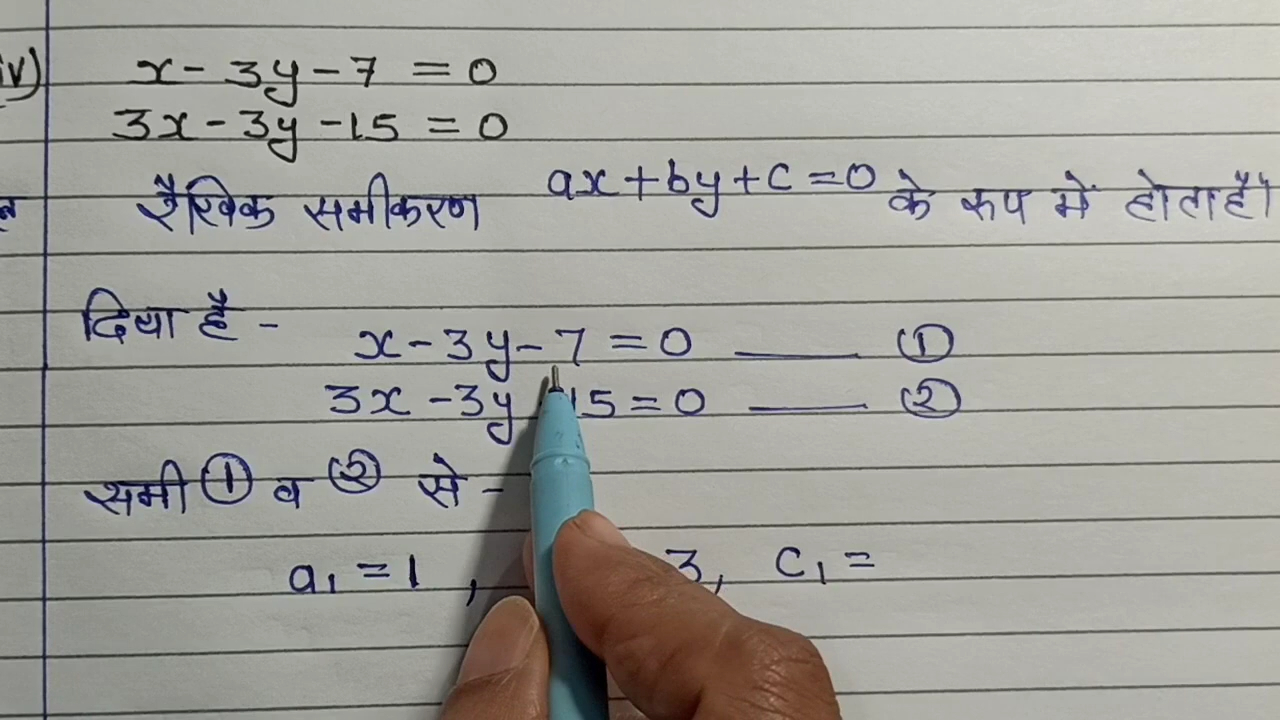 iv) x - 3y - 7 = 0
3x - 3y - 15 = 0
रैखिक समीकरण ax + by + c = 0 के रूप में होता है।
दिया है - x - 3y - 7 = 0 —— ①
3x - 3y 15 = 0 —— ②
समी ① व ② से -
a₁ = 1 , 3, c₁ =